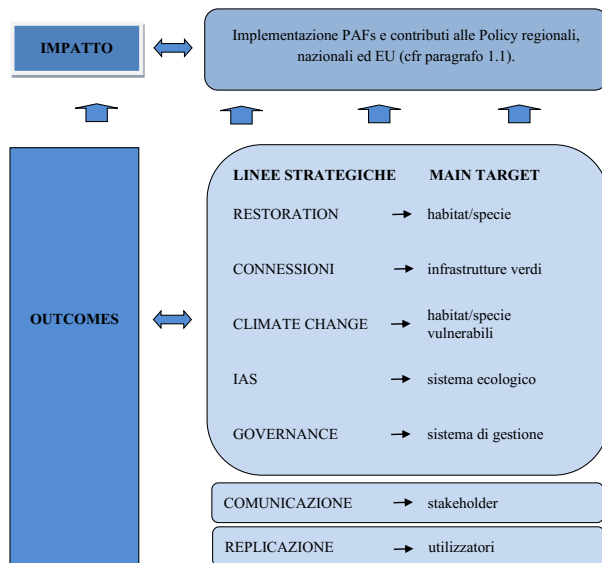 IMPATTO
Implementazione PAFs e contributi alle Policy regionali,
nazionali ed EU (cfr paragrafo 1.1).
OUTCOMES
LINEE STRATEGICHE MAIN TARGET
RESTORATION habitat/specie
CONNESSIONI infrastrutture verdi
CLIMATE CHANGE habitat/specie
vulnerabili
IAS sistema ecologico
GOVERNANCE sistema di gestione
COMUNICAZIONE stakeholder
REPLICAZIONE utilizzatori